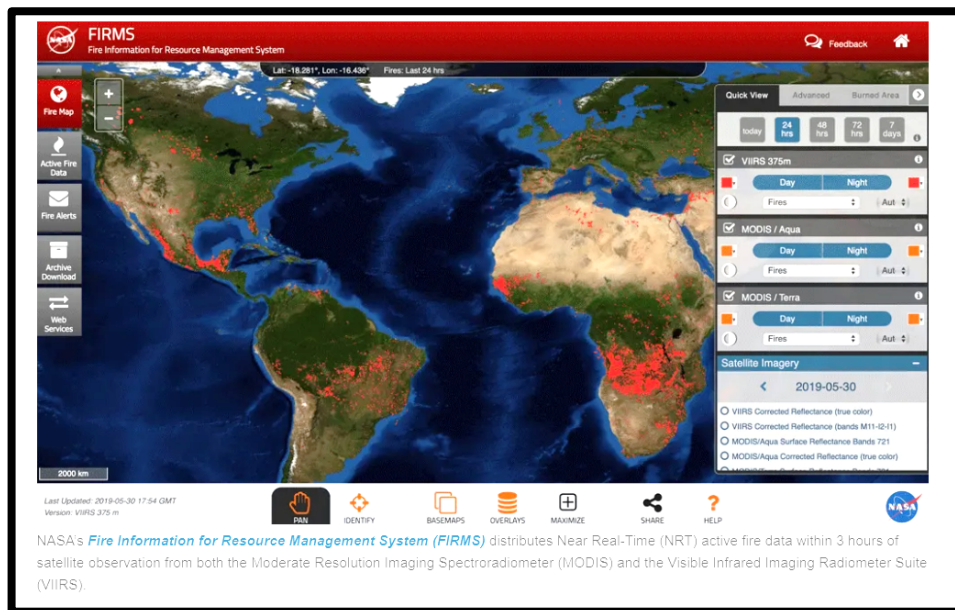 FIRMS
Fire Information for Resource Management System
Feedback
Lat: -18.281°, Lon: -16.436° Fires: Last 24 hrs
Fire Map
Active Fire
Data
Fire Alerts
Archive
Download
Web
Services
+
−
Quick View Advanced Burned Area
today 24 hrs 48 hrs 72 hrs 7 days
VIIRS 375m
Day Night
Fires Aut
MODIS / Aqua
Day Night
Fires Aut
MODIS / Terra
Day Night
Fires Aut
Satellite Imagery
2019-05-30
VIIRS Corrected Reflectance (true color)
VIIRS Corrected Reflectance (bands M11-I2-I1)
MODIS/Aqua Surface Reflectance Bands 721
MODIS/Aqua Corrected Reflectance (true color)
2000 km
Last Updated: 2019-05-30 17:54 GMT
Version: VIIRS 375 m
PAN IDENTIFY BASEMAPS OVERLAYS MAXIMIZE SHARE HELP
NASA
NASA's Fire Information for Resource Management System (FIRMS) distributes Near Real-Time (NRT) active fire data within 3 hours of
satellite observation from both the Moderate Resolution Imaging Spectroradiometer (MODIS) and the Visible Infrared Imaging Radiometer Suite
(VIIRS).